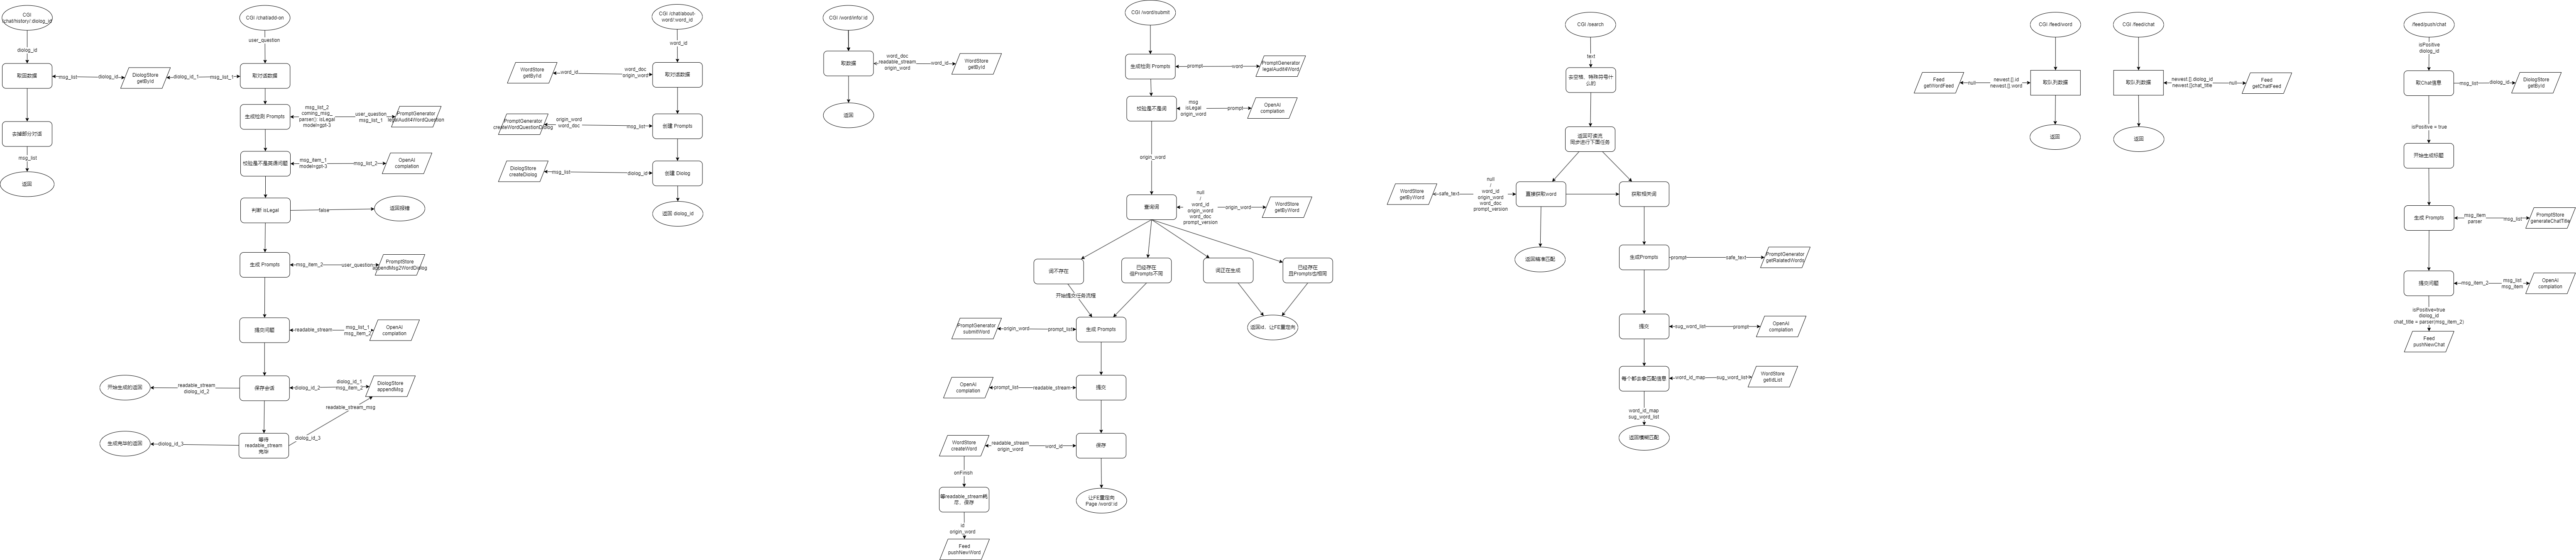 CGI
/chat/history/:diolog_id
diolog_id
取回数据
msg_list
diolog_id
DiologStore
getById
diolog_id_1
msg_list_1
去掉部分对话
msg_list
返回
CGI /chat/add-on
user_question
取对话数据
生成检测 Prompts
msg_list_2
coming_msg_
parser(): isLegal
model=gpt-3
user_question
msg_list_1
PromptGenerator
legalAudit4WordQuestion
校验是不是英语问题
msg_item_1
model=gpt-3
msg_list_2
OpenAI
complation
判断 isLegal
false
返回报错
生成 Prompts
msg_item_2
user_question
PromptStore
appendMsg2WordDialog
提交问题
readable_stream
msg_list_1
msg_item_2
OpenAI
complation
开始生成的返回
readable_stream
diolog_id_2
保存会话
diolog_id_2
diolog_id_1
msg_item_2
DiologStore
appendMsg
readable_stream_msg
生成完毕的返回
diolog_id_3
等待
readable_stream
完毕
diolog_id_3
CGI /chat/about-
word/:word_id
word_id
WordStore
getById
word_id
word_doc
origin_word
取对话数据
PromptGenerator
createWordQuestionDialog
origin_word
word_doc
msg_list
创建 Prompts
DiologStore
createDialog
msg_list
diolog_id
创建 Dialog
返回 dialog_id
CGI /word/info/:id
取数据
word_doc
readable_stream
origin_word
word_id
WordStore
getById
返回
CGI /word/submit
生成检测 Prompts
prompt
word
PromptGenerator
legalAudit4Word
校验是不是词
msg
isLegal
origin_word
prompt
OpenAI
complation
origin_word
查询词
null
/
word_id
origin_word
word_doc
prompt_version
origin_word
WordStore
getByWord
词不存在
已经存在
但Prompts不同
词正在生成
已经存在
且Prompts也相同
开始提交任务流程
PromptGenerator
submitWord
origin_word
prompt_list
生成 Prompts
返回id、让FE重定向
OpenAI
complation
prompt_list
readable_stream
提交
WordStore
createWord
readable_stream
origin_word
word_id
保存
onFinish
等readable_stream耗
尽、保存
让FE重定向
Page /word/:id
id
origin_word
Feed
pushNewWord
CGI /search
text
去空格、特殊符号什
么的
返回可读流
同步进行下面任务
WordStore
getByWord
safe_text
null
/
word_id
origin_word
word_doc
prompt_version
直接获取word
获取相关词
返回精准匹配
生成Prompts
prompt
safe_text
PromptGenerator
getRalatedWords
提交
sug_word_list
prompt
OpenAI
complation
每个都去拿匹配信息
word_id_map
sug_word_list
WordStore
getIdList
word_id_map
sug_word_list
返回模糊匹配
CGI /feed/word
Feed
getWordFeed
null
newest [].id
newest [].word
取队列数据
返回
CGI /feed/chat
取队列数据
newest [].dialog_id
newest [].chat_title
null
Feed
getChatFeed
返回
/feed/push/chat
isPositive
diolog_id
取Chat信息
msg_list
dialog_id
DiologStore
getById
isPositive = true
开始生成标题
生成 Prompts
msg_item
parser
msg_list
PromptStore
generateChatTitle
提交问题
msg_item_2
msg_list
msg_item
OpenAI
complation
isPositive=true
diolog_id
chat_title = parser(msg_item_2)
Feed
pushNewChat